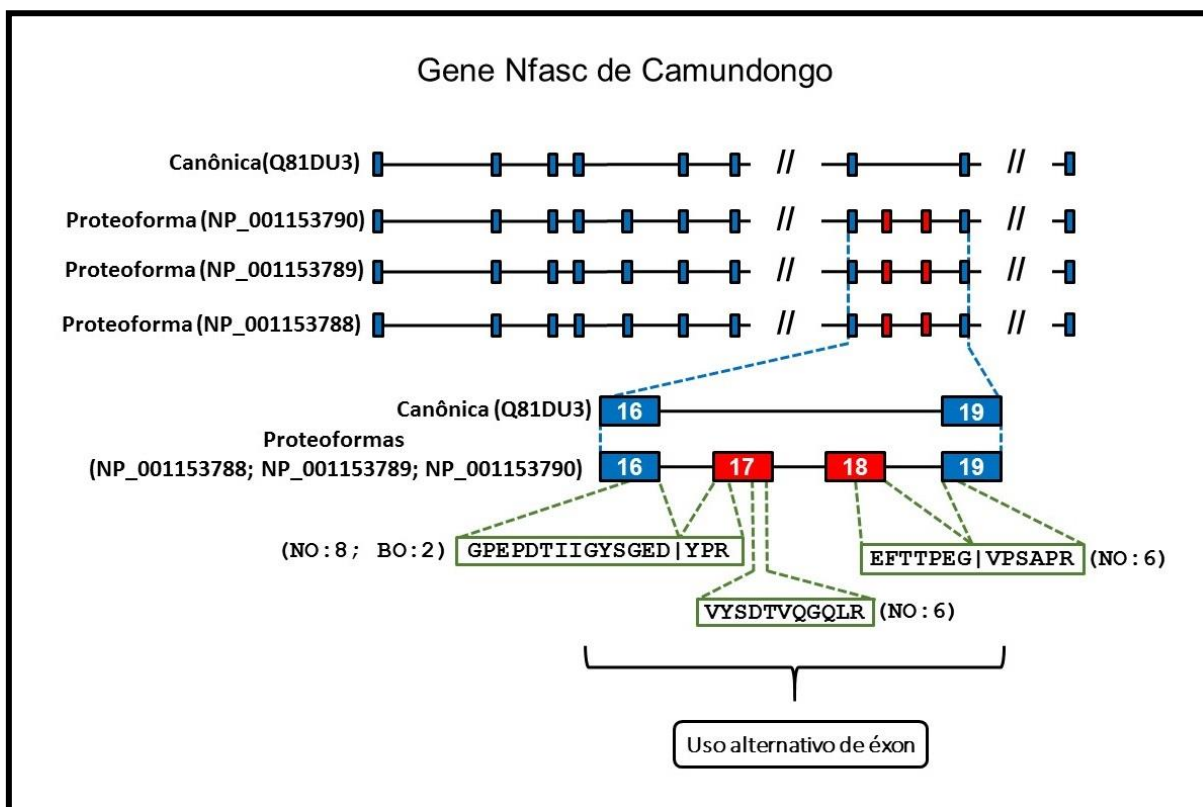 Gene Nfasc de Camundongo
Canônica(Q81DU3)
//
//
Proteoforma (NP_001153790)
//
//
Proteoforma (NP_001153789)
//
//
Proteoforma (NP_001153788)
//
//
Canônica (Q81DU3)
16
19
Proteoformas
(NP_001153788; NP_001153789; NP_001153790)
16
17
18
19
(NO:8; BO:2) GPEPDTIIGYSGED|YPR
EFTTPEG|VPSAPR (NO:6)
VYSDTVQGQLR (NO:6)
Uso alternativo de éxon